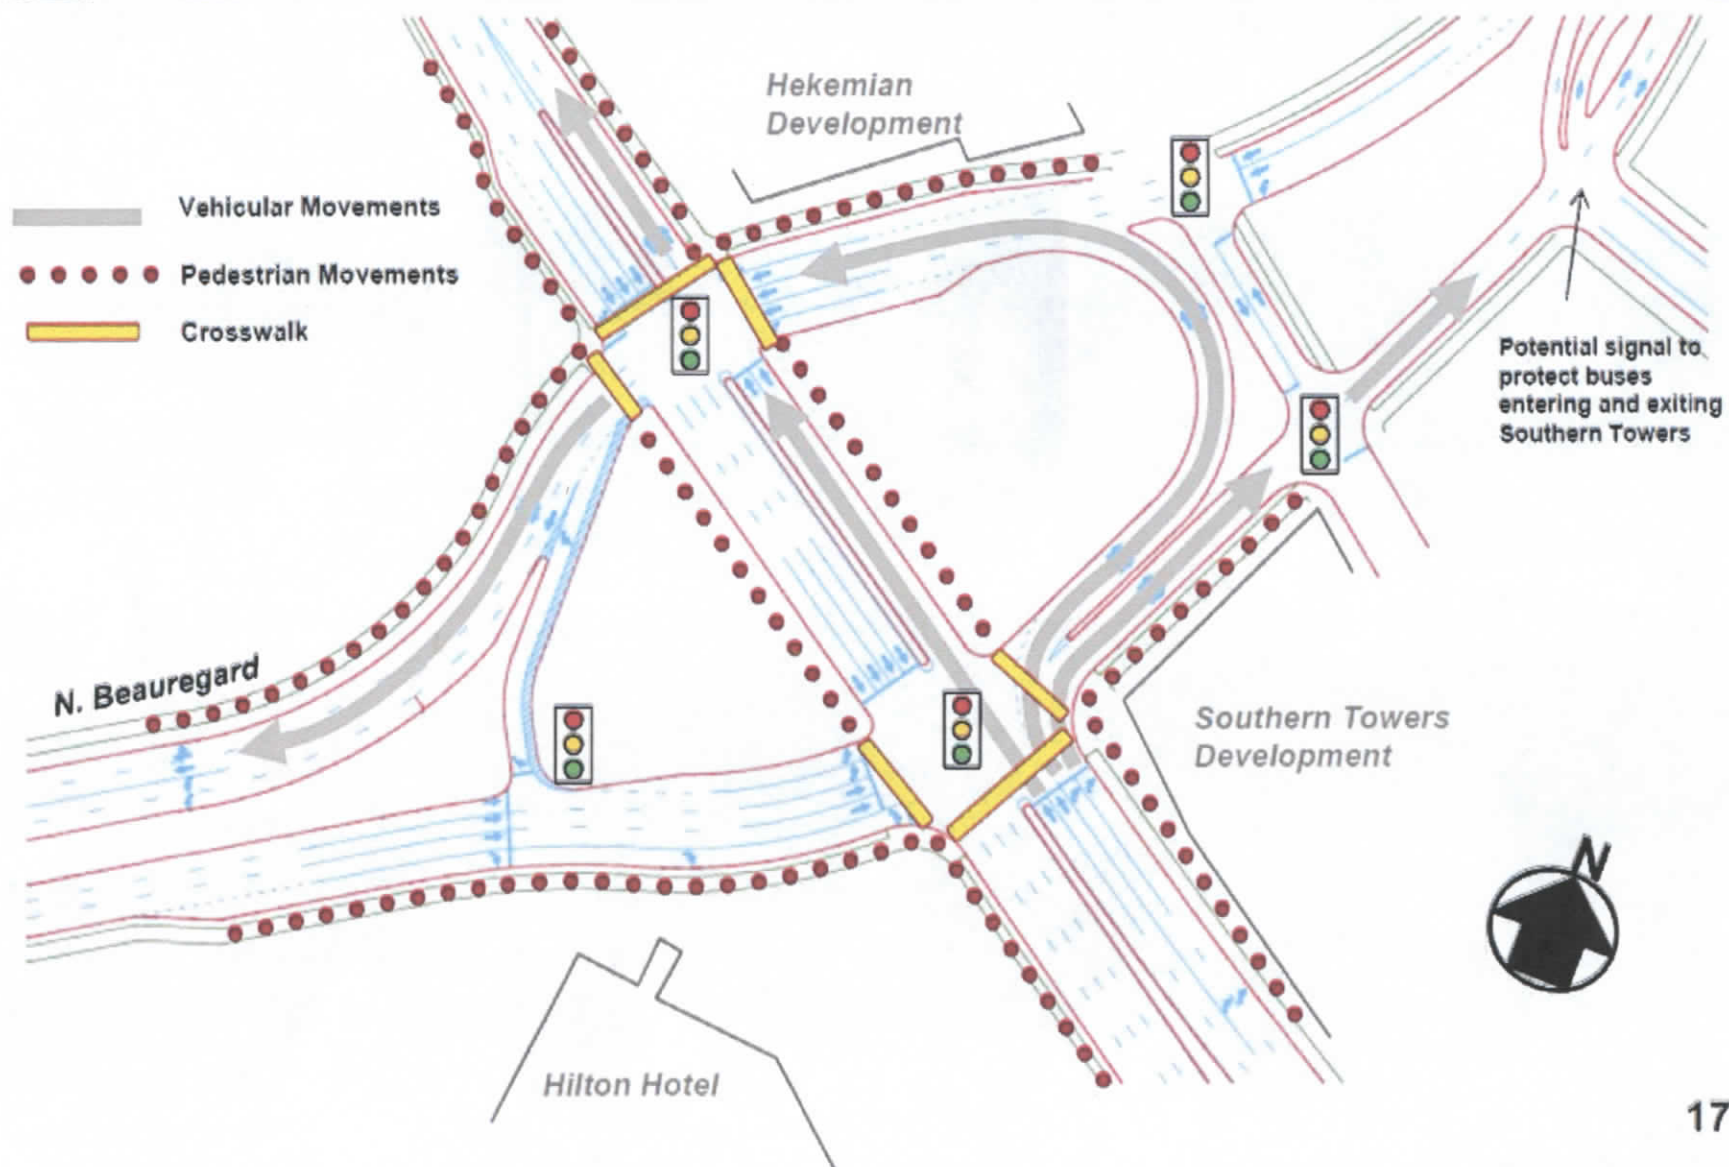 Hekemian
Development
Vehicular Movements
Pedestrian Movements
Crosswalk
Potential signal to
protect buses
entering and exiting
Southern Towers
N. Beauregard
Southern Towers
Development
N
Hilton Hotel
17